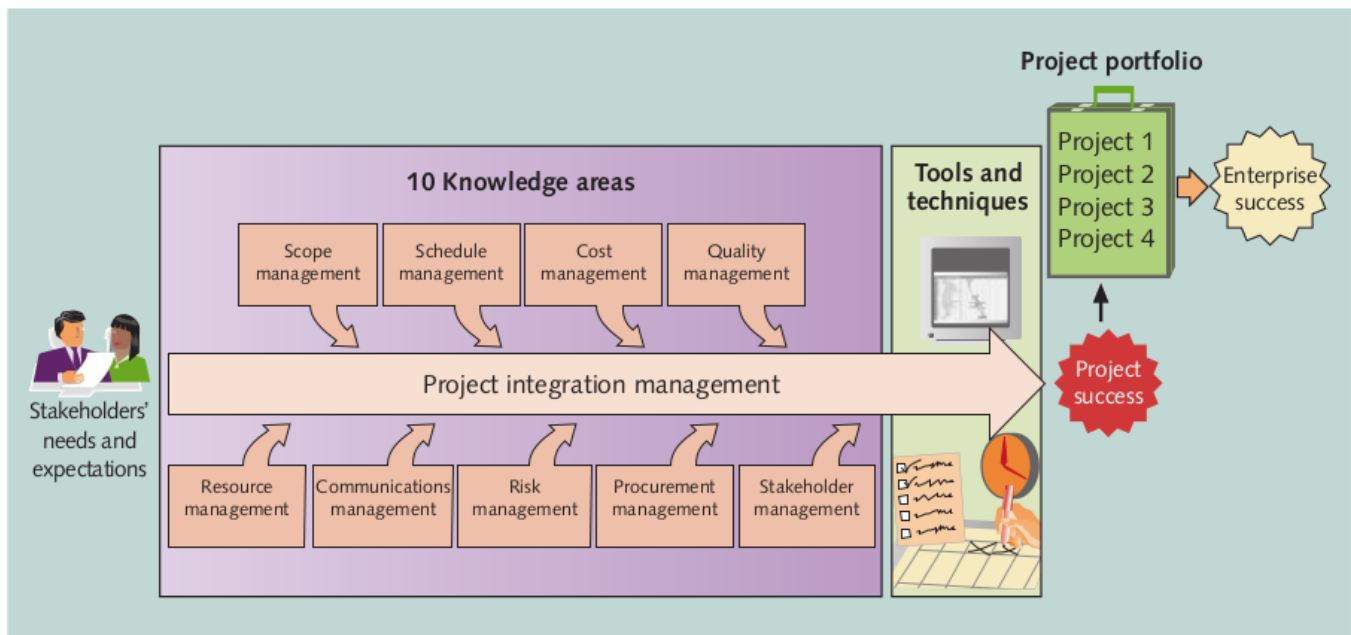 Project portfolio
Project 1
Project 2
Project 3
Project 4
Enterprise
success
10 Knowledge areas
Tools and
techniques
Scope
management
Schedule
management
Cost
management
Quality
management
Stakeholders’
needs and
expectations
Project integration management
Project
success
Resource
management
Communications
management
Risk
management
Procurement
management
Stakeholder
management